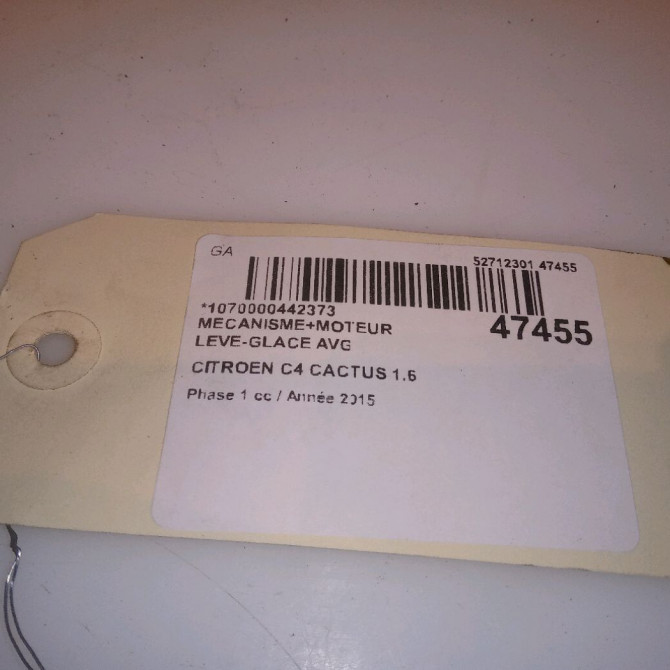 GA
52712301 47455
*1070000442373
47455
MECANISME+MOTEUR
LEVE-GLACE AVG
CITROEN C4 CACTUS 1.6
Phase 1 cc / Année 2015